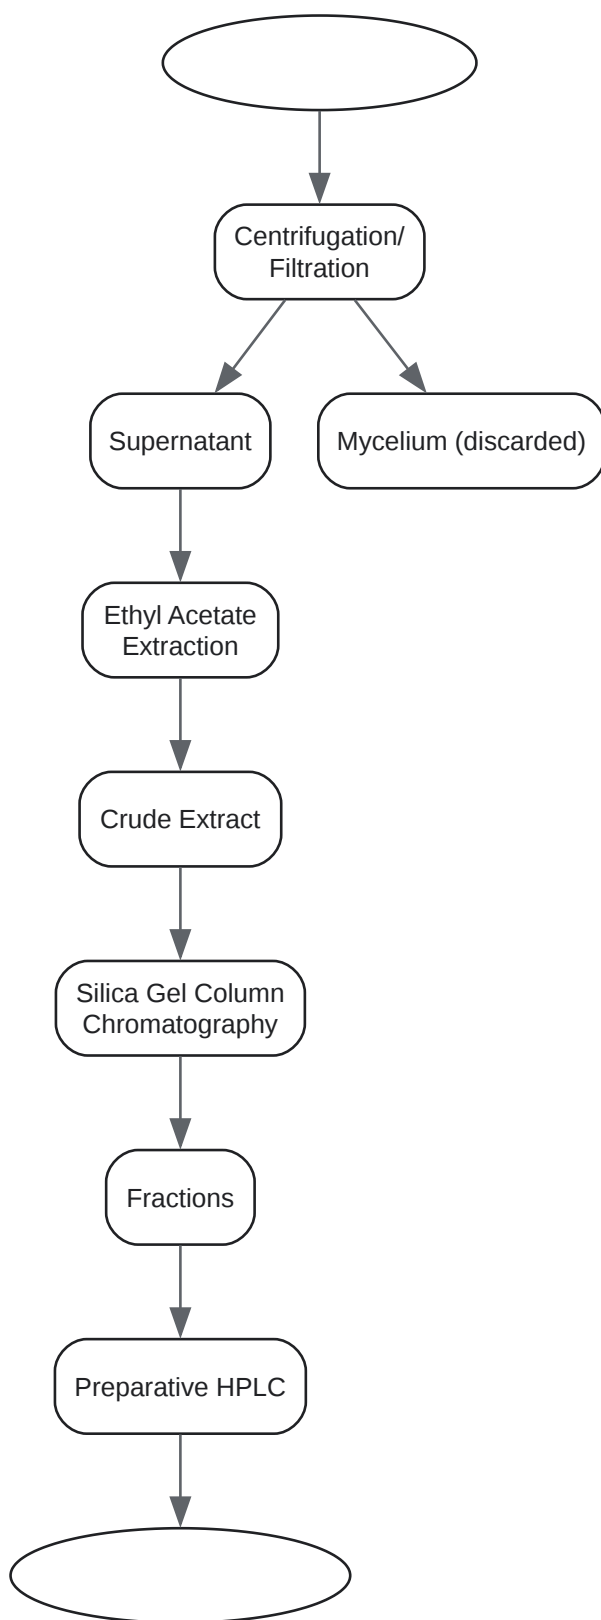 Centrifugation/
Filtration
Supernatant
Mycelium (discarded)
Ethyl Acetate
Extraction
Crude Extract
Silica Gel Column
Chromatography
Fractions
Preparative HPLC